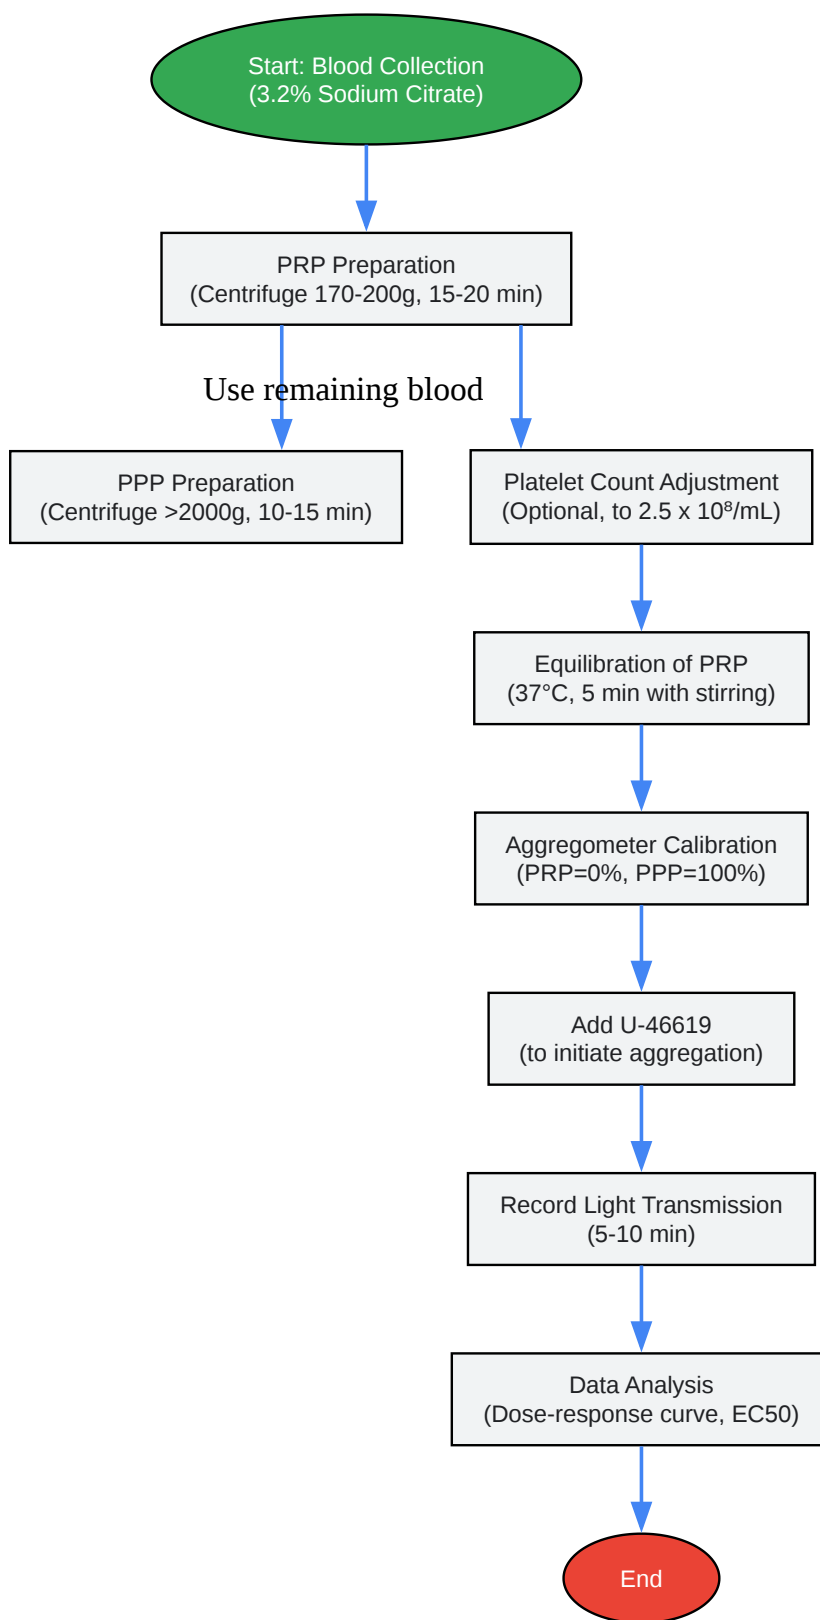 Start: Blood Collection
(3.2% Sodium Citrate)
PRP Preparation
(Centrifuge 170-200g, 15-20 min)
Use remaining blood
PPP Preparation
(Centrifuge >2000g, 10-15 min)
Platelet Count Adjustment
(Optional, to 2.5 x 10⁸/mL)
Equilibration of PRP
(37°C, 5 min with stirring)
Aggregometer Calibration
(PRP=0%, PPP=100%)
Add U-46619
(to initiate aggregation)
Record Light Transmission
(5-10 min)
Data Analysis
(Dose-response curve, EC50)
End